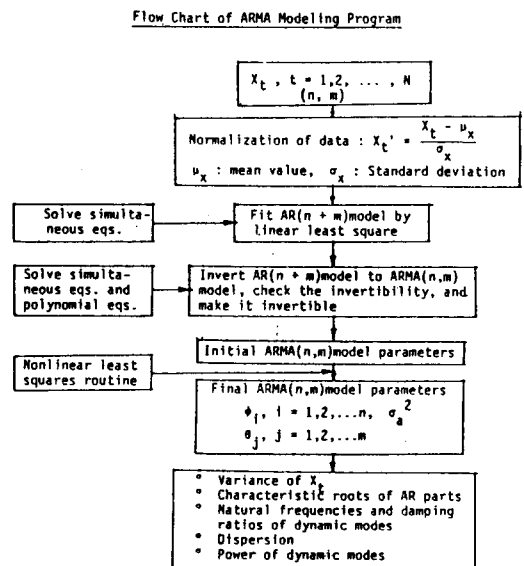 Flow Chart of ARMA Modeling Program
X_t , t = 1,2, ... , N
(n, m)
Normalization of data : X_t' = (X_t - μ_x) / σ_x
μ_x : mean value, σ_x : Standard deviation
Solve simulta-
neous eqs.
Fit AR(n + m)model by
linear least square
Solve simulta-
neous eqs. and
polynomial eqs.
Invert AR(n + m)model to ARMA(n,m)
model, check the invertibility, and
make it invertible
Initial ARMA(n,m)model parameters
Nonlinear least
squares routine
Final ARMA(n,m)model parameters
ϕ_i, i = 1,2,...n, σ_a^2
θ_j, j = 1,2,...m
° Variance of X_t
° Characteristic roots of AR parts
° Natural frequencies and damping
ratios of dynamic modes
° Dispersion
° Power of dynamic modes